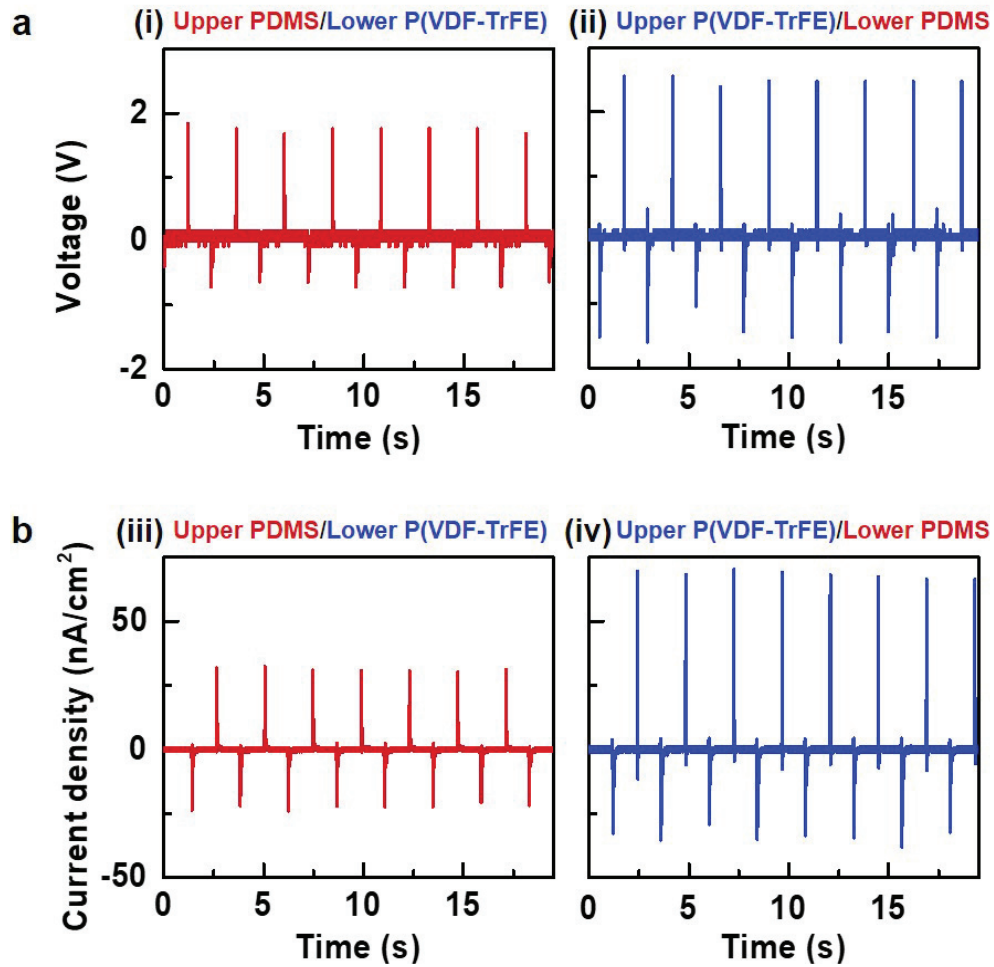 a
(i) Upper PDMS/Lower P(VDF-TrFE)
(ii) Upper P(VDF-TrFE)/Lower PDMS
Voltage (V)
2
0
-2
0 5 10 15
Time (s)
0 5 10 15
Time (s)
b
(iii) Upper PDMS/Lower P(VDF-TrFE)
(iv) Upper P(VDF-TrFE)/Lower PDMS
Current density (nA/cm²)
50
0
-50
0 5 10 15
Time (s)
0 5 10 15
Time (s)